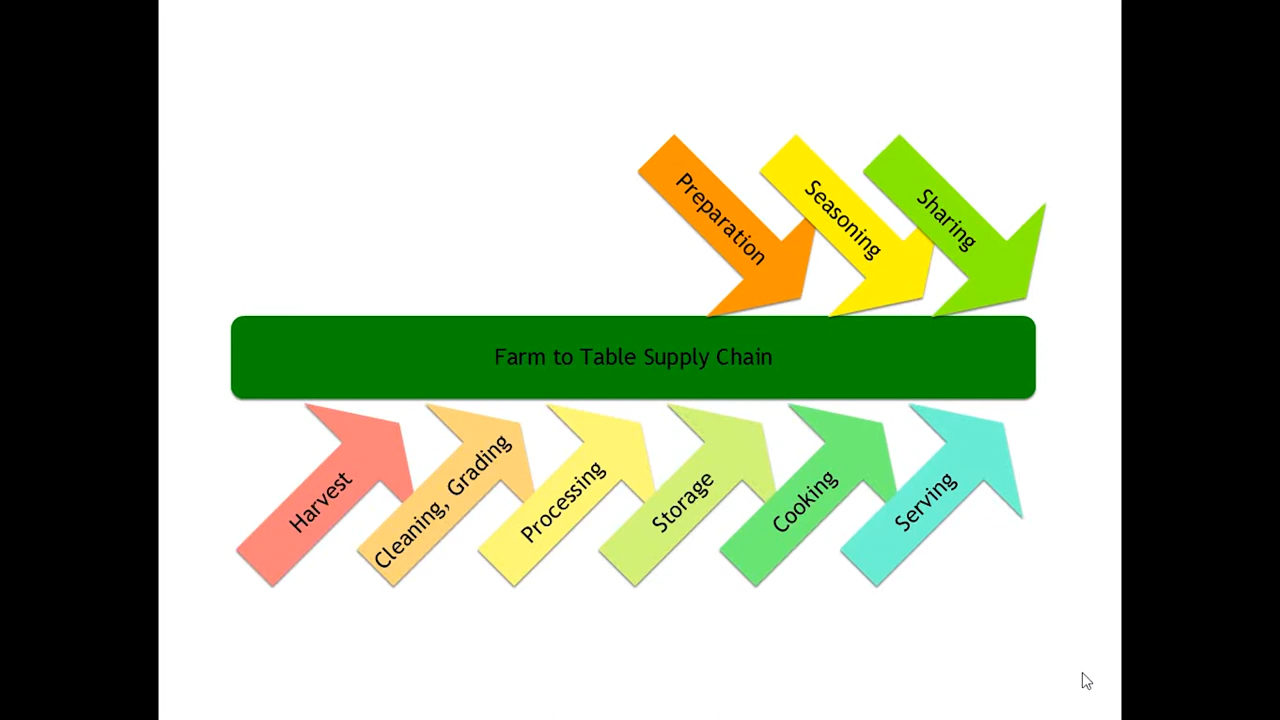 Preparation
Seasoning
Sharing
Farm to Table Supply Chain
Harvest
Cleaning, Grading
Processing
Storage
Cooking
Serving